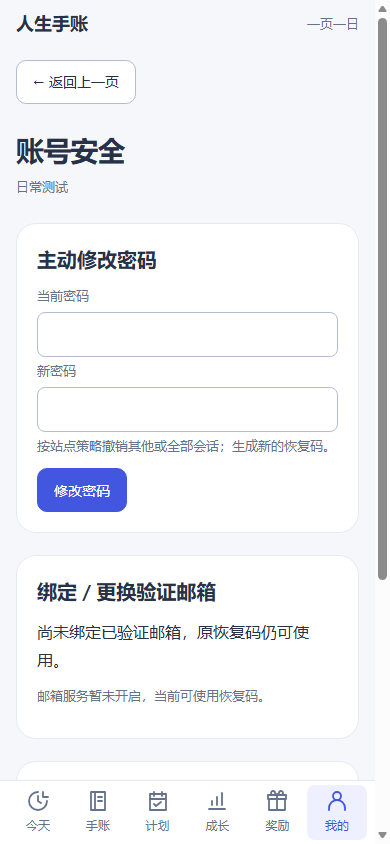 人生手账
一页一日
← 返回上一页
账号安全
日常测试
主动修改密码
当前密码
新密码
按站点策略撤销其他或全部会话；生成新的恢复码。
修改密码
绑定 / 更换验证邮箱
尚未绑定已验证邮箱，原恢复码仍可使
用。
邮箱服务暂未开启，当前可使用恢复码。
今天
手账
计划
成长
奖励
我的